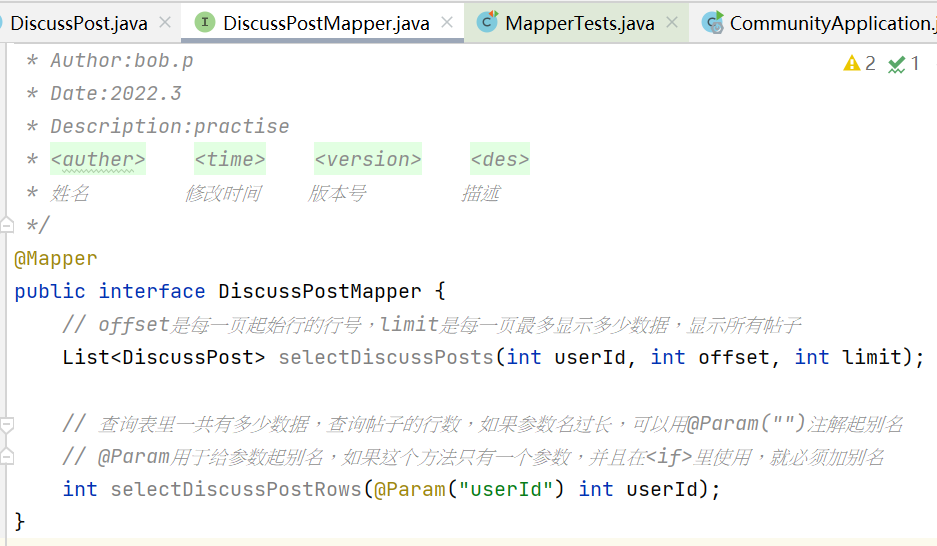 DiscussPost.java × DiscussPostMapper.java × MapperTests.java × CommunityApplication.j
* Author:bob.p
2 1
* Date:2022.3
* Description:practise
* <auther> <time> <version> <des>
* 姓名 修改时间 版本号 描述
*/
@Mapper
public interface DiscussPostMapper {
// offset是每一页起始行的行号,limit是每一页最多显示多少数据,显示所有帖子
List<DiscussPost> selectDiscussPosts(int userId, int offset, int limit);
// 查询表里一共有多少数据,查询帖子的行数,如果参数名过长,可以用@Param("")注解起别名
// @Param用于给参数起别名,如果这个方法只有一个参数,并且在<if>里使用,就必须加别名
int selectDiscussPostRows(@Param("userId") int userId);
}